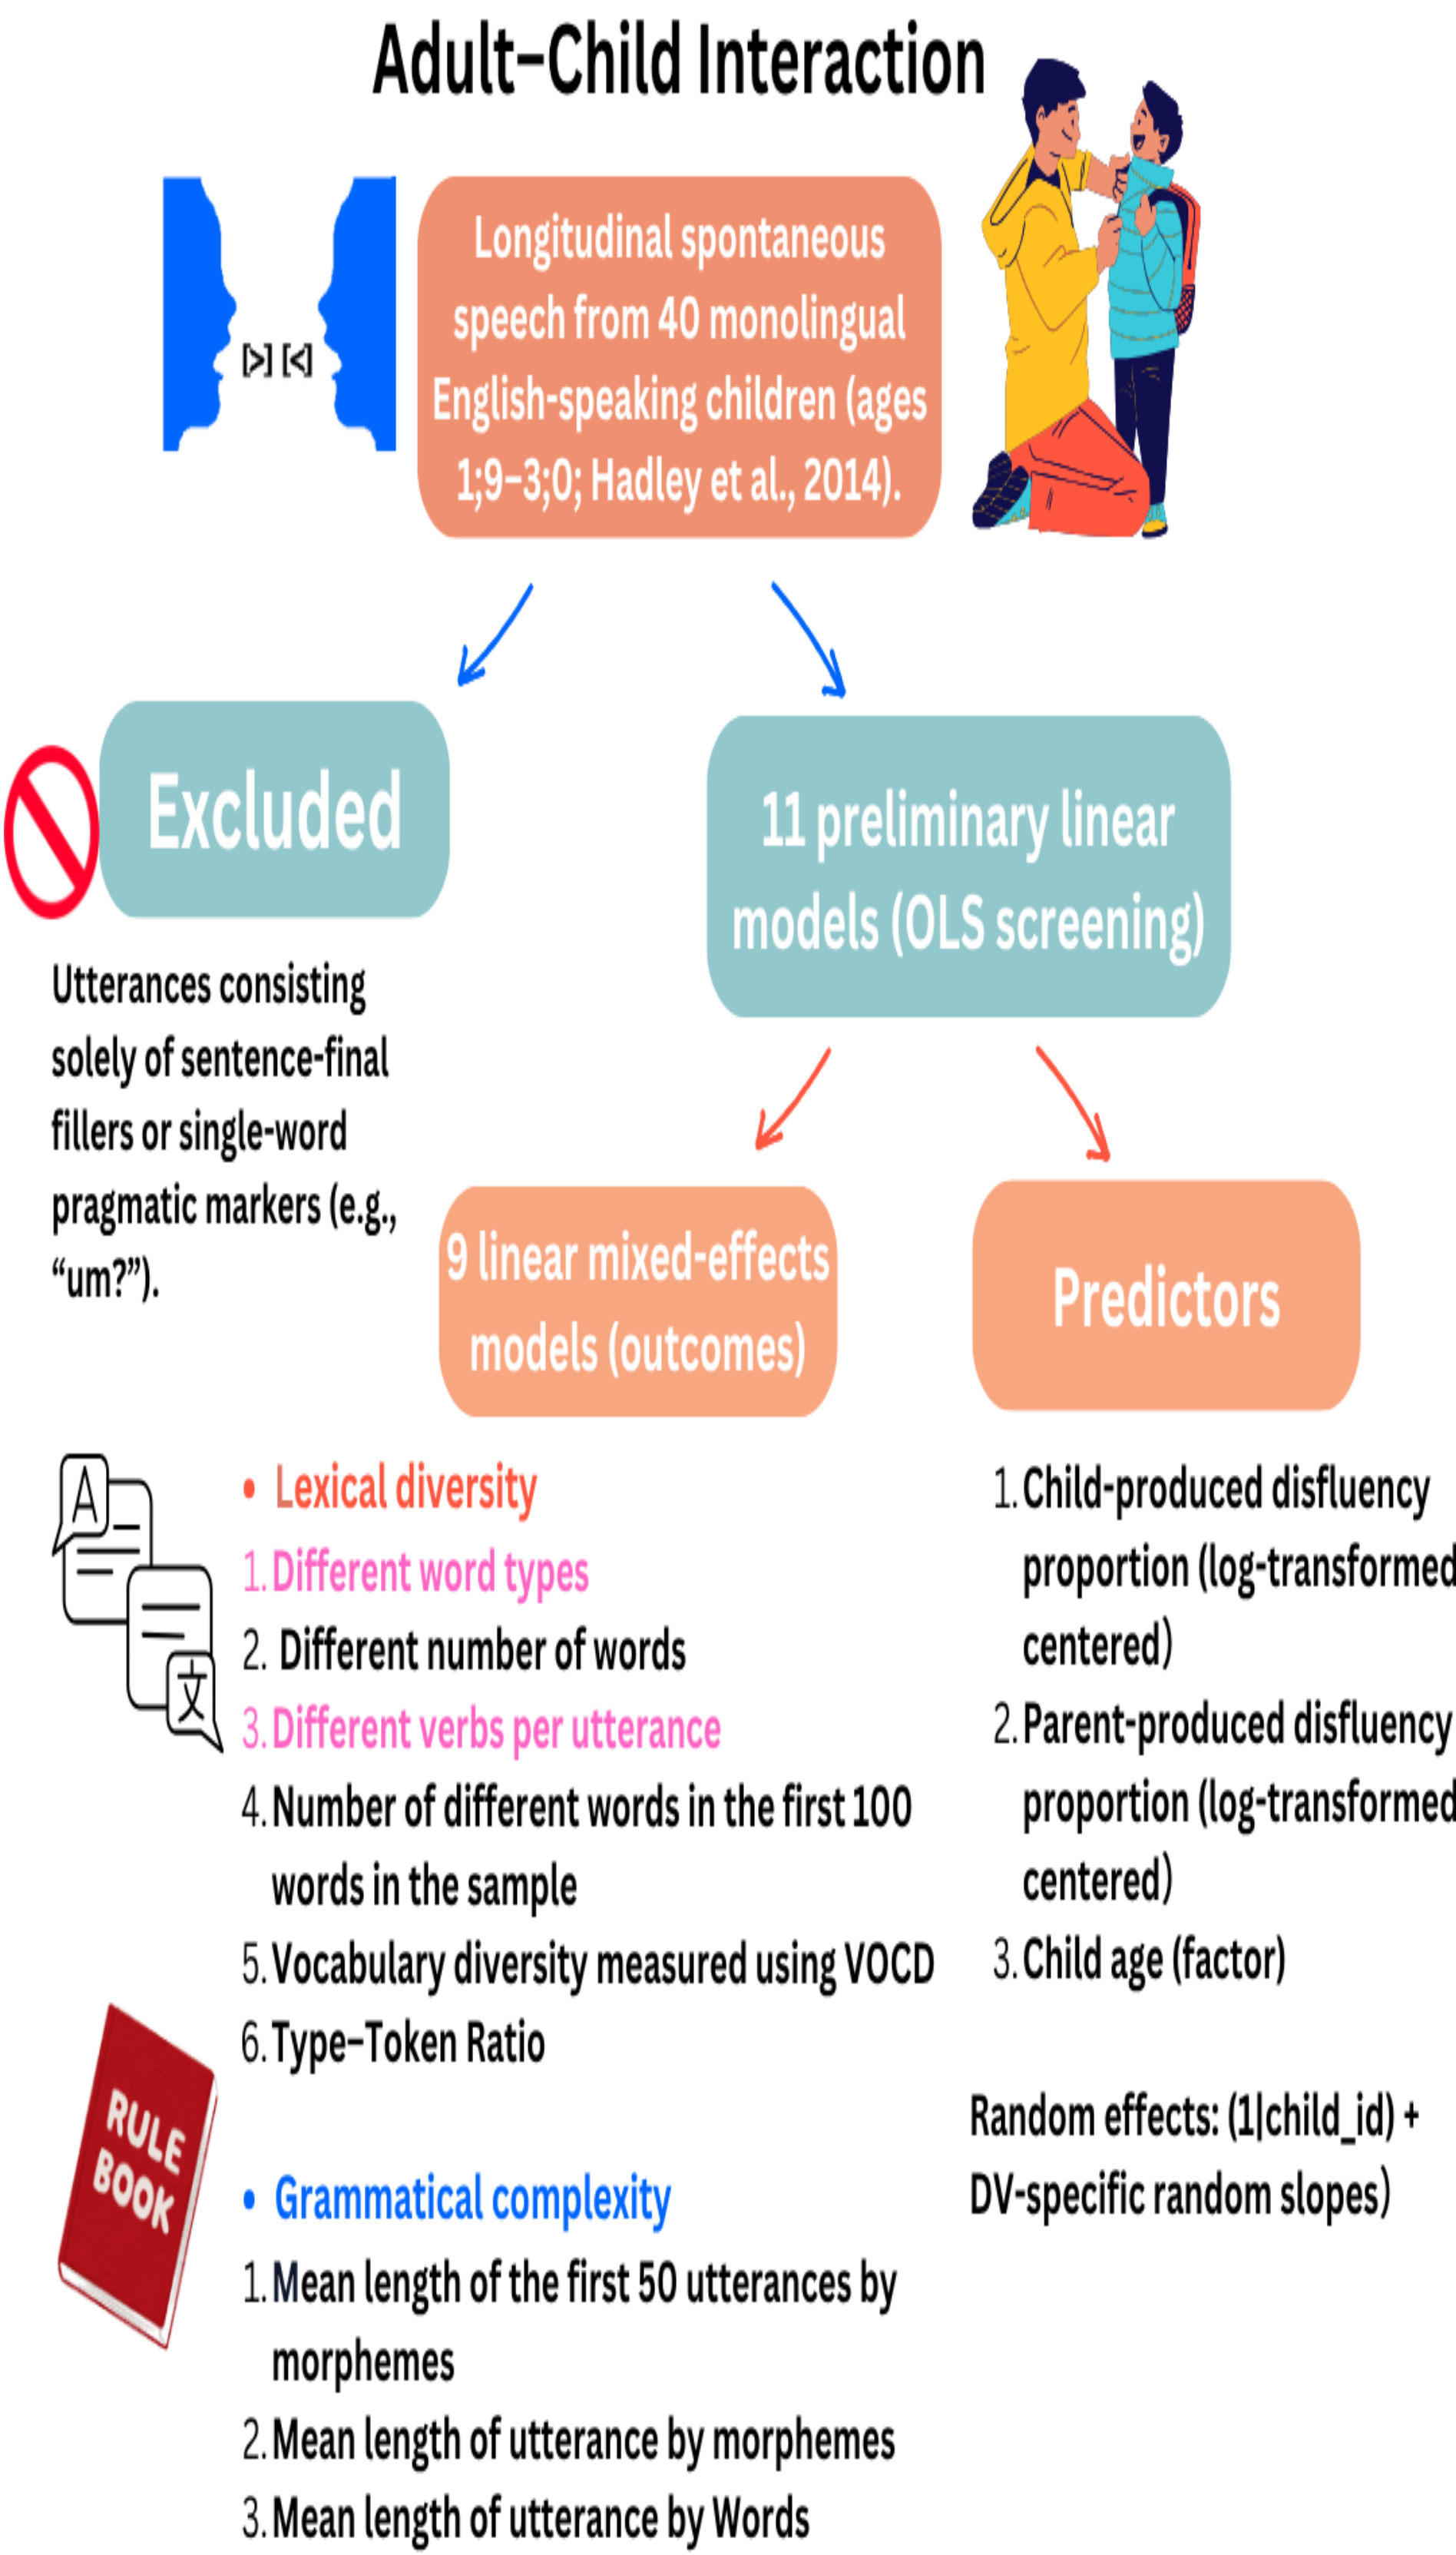 Adult–Child Interaction
[>] [<]
Longitudinal spontaneous
speech from 40 monolingual
English-speaking children (ages
1;9–3;0; Hadley et al., 2014).
Excluded
Utterances consisting
solely of sentence-final
fillers or single-word
pragmatic markers (e.g.,
“um?”).
11 preliminary linear
models (OLS screening)
9 linear mixed-effects
models (outcomes)
A
文
• Lexical diversity
1. Different word types
2. Different number of words
3. Different verbs per utterance
4. Number of different words in the first 100
words in the sample
5. Vocabulary diversity measured using VOCD
6. Type–Token Ratio
RULE
BOOK
• Grammatical complexity
1. Mean length of the first 50 utterances by
morphemes
2. Mean length of utterance by morphemes
3. Mean length of utterance by Words
Predictors
1. Child-produced disfluency
proportion (log-transformed
centered)
2. Parent-produced disfluency
proportion (log-transformed
centered)
3. Child age (factor)
Random effects: (1|child_id) +
DV-specific random slopes)